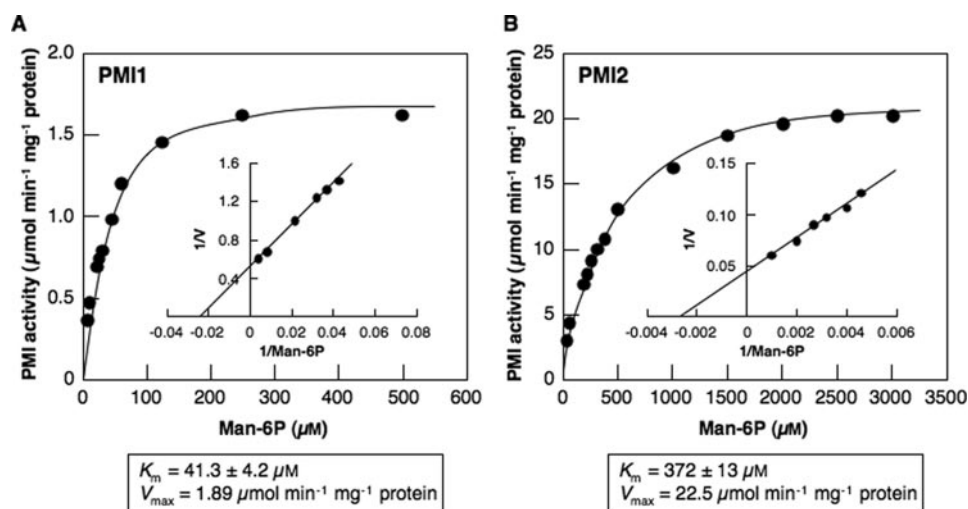 A
PMI1
PMI activity (µmol min⁻¹ mg⁻¹ protein)
2.0
1.5
1.0
0.5
0
0 100 200 300 400 500 600
Man-6P (µM)
1/V
1.6
1.2
0.8
0.4
-0.04 -0.02 0 0.02 0.04 0.06 0.08
1/Man-6P
Km = 41.3 ± 4.2 µM
Vmax = 1.89 µmol min⁻¹ mg⁻¹ protein
B
PMI2
PMI activity (µmol min⁻¹ mg⁻¹ protein)
25
20
15
10
5
0
0 500 1000 1500 2000 2500 3000 3500
Man-6P (µM)
1/V
0.15
0.10
0.05
-0.004 -0.002 0 0.002 0.004 0.006
1/Man-6P
Km = 372 ± 13 µM
Vmax = 22.5 µmol min⁻¹ mg⁻¹ protein